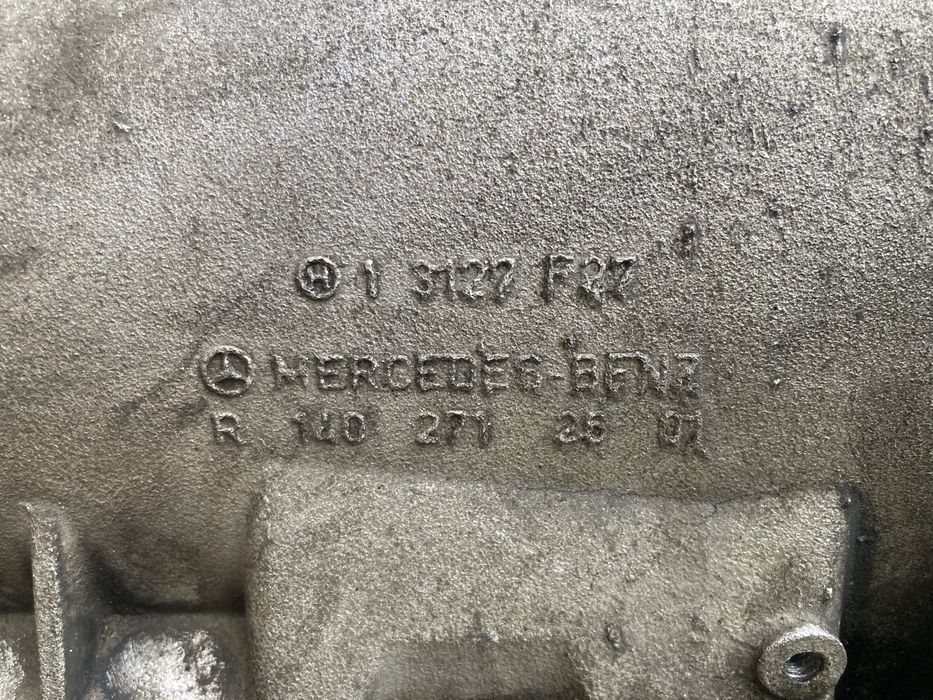 H 1 3127 F27
MERCEDES-BENZ
R 140 271 26 01